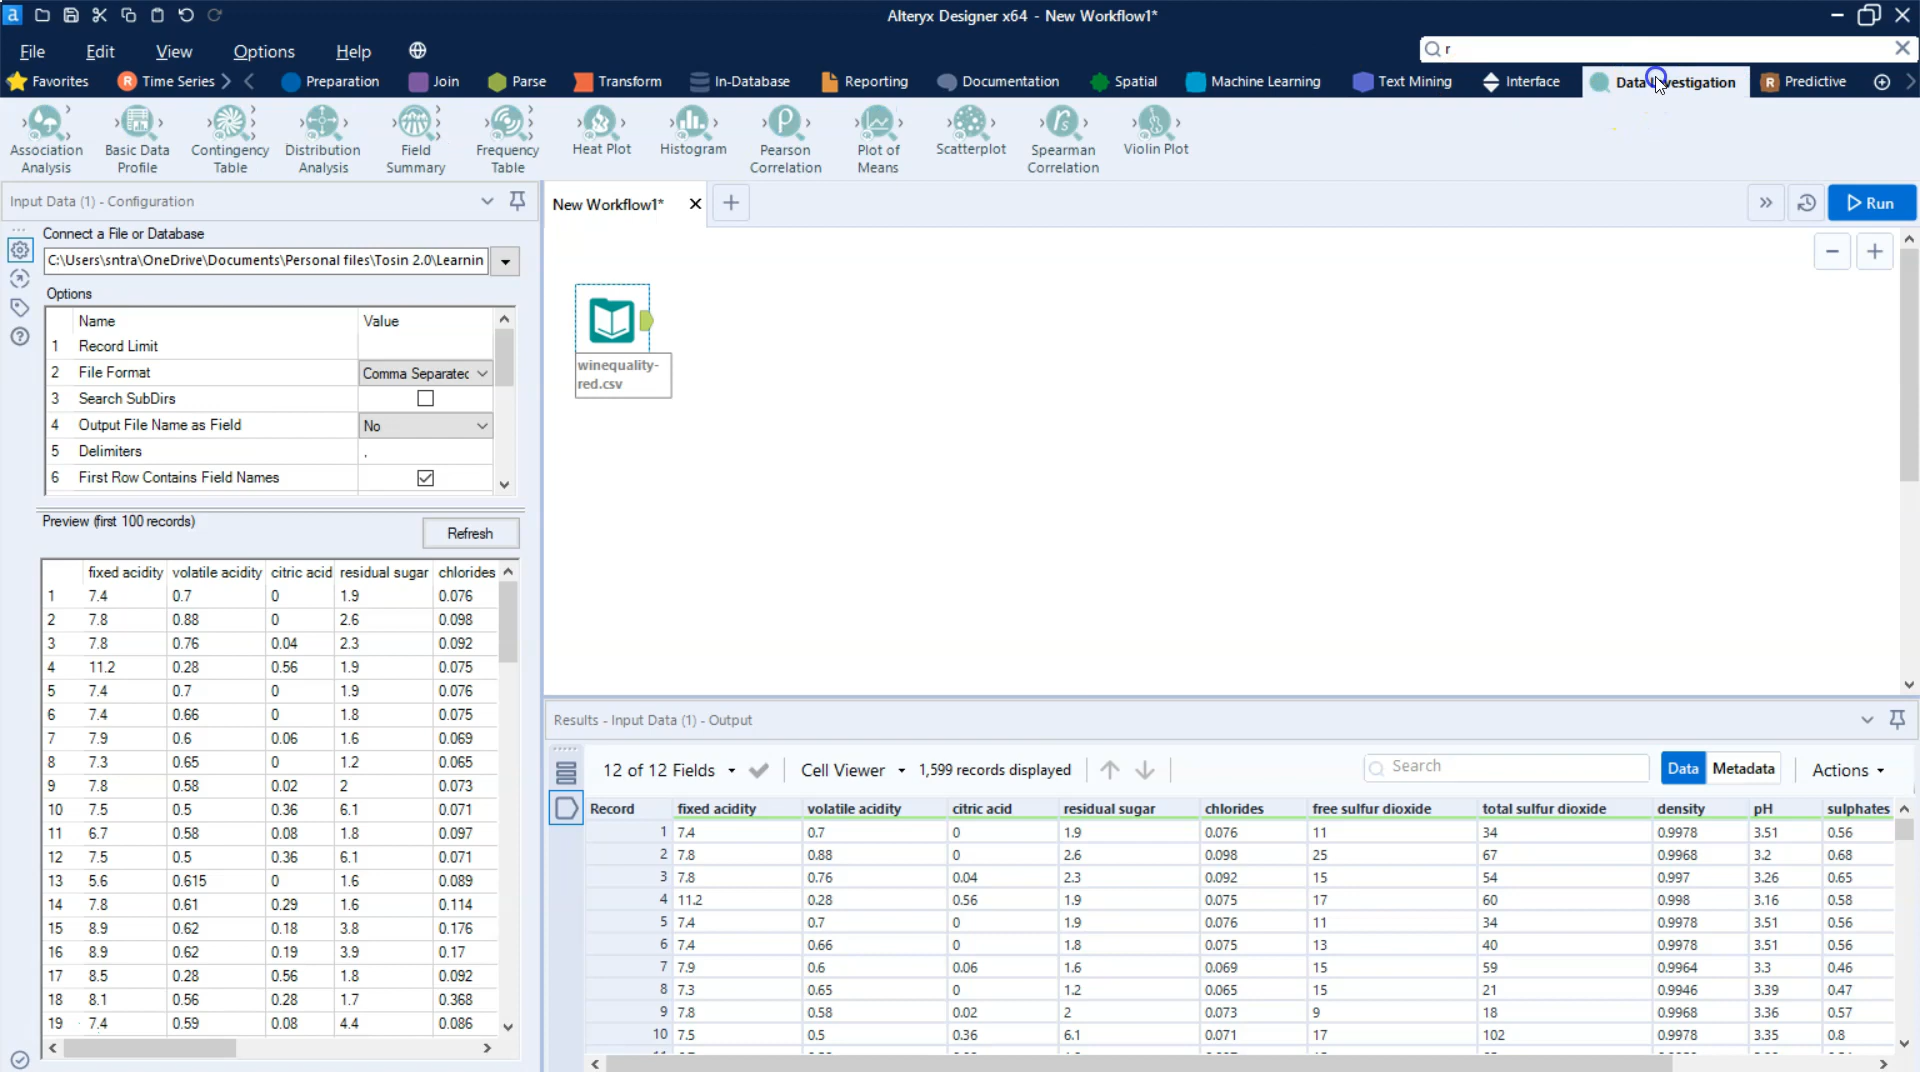 Alteryx Designer x64 - New Workflow1*
File Edit View Options Help
r
Favorites Time Series Preparation Join Parse Transform In-Database Reporting Documentation Spatial Machine Learning Text Mining Interface Data Investigation Predictive
Association Analysis
Basic Data Profile
Contingency Table
Distribution Analysis
Field Summary
Frequency Table
Heat Plot
Histogram
Pearson Correlation
Plot of Means
Scatterplot
Spearman Correlation
Violin Plot
Input Data (1) - Configuration
Connect a File or Database
C:\Users\sntra\OneDrive\Documents\Personal files\Tosin 2.0\Learnin
Options
Name Value
1 Record Limit
2 File Format Comma Separated
3 Search SubDirs
4 Output File Name as Field No
5 Delimiters ,
6 First Row Contains Field Names
Preview (first 100 records)
Refresh
fixed acidity volatile acidity citric acid residual sugar chlorides
1 7.4 0.7 0 1.9 0.076
2 7.8 0.88 0 2.6 0.098
3 7.8 0.76 0.04 2.3 0.092
4 11.2 0.28 0.56 1.9 0.075
5 7.4 0.7 0 1.9 0.076
6 7.4 0.66 0 1.8 0.075
7 7.9 0.6 0.06 1.6 0.069
8 7.3 0.65 0 1.2 0.065
9 7.8 0.58 0.02 2 0.073
10 7.5 0.5 0.36 6.1 0.071
11 6.7 0.58 0.08 1.8 0.097
12 7.5 0.5 0.36 6.1 0.071
13 5.6 0.615 0 1.6 0.089
14 7.8 0.61 0.29 1.6 0.114
15 8.9 0.62 0.18 3.8 0.176
16 8.9 0.62 0.19 3.9 0.17
17 8.5 0.28 0.56 1.8 0.092
18 8.1 0.56 0.28 1.7 0.368
19 7.4 0.59 0.08 4.4 0.086
New Workflow1*
Run
winequality-
red.csv
Results - Input Data (1) - Output
12 of 12 Fields Cell Viewer 1,599 records displayed Search Data Metadata Actions
Record fixed acidity volatile acidity citric acid residual sugar chlorides free sulfur dioxide total sulfur dioxide density pH sulphates
1 7.4 0.7 0 1.9 0.076 11 34 0.9978 3.51 0.56
2 7.8 0.88 0 2.6 0.098 25 67 0.9968 3.2 0.68
3 7.8 0.76 0.04 2.3 0.092 15 54 0.997 3.26 0.65
4 11.2 0.28 0.56 1.9 0.075 17 60 0.998 3.16 0.58
5 7.4 0.7 0 1.9 0.076 11 34 0.9978 3.51 0.56
6 7.4 0.66 0 1.8 0.075 13 40 0.9978 3.51 0.56
7 7.9 0.6 0.06 1.6 0.069 15 59 0.9964 3.3 0.46
8 7.3 0.65 0 1.2 0.065 15 21 0.9946 3.39 0.47
9 7.8 0.58 0.02 2 0.073 9 18 0.9968 3.36 0.57
10 7.5 0.5 0.36 6.1 0.071 17 102 0.9978 3.35 0.8